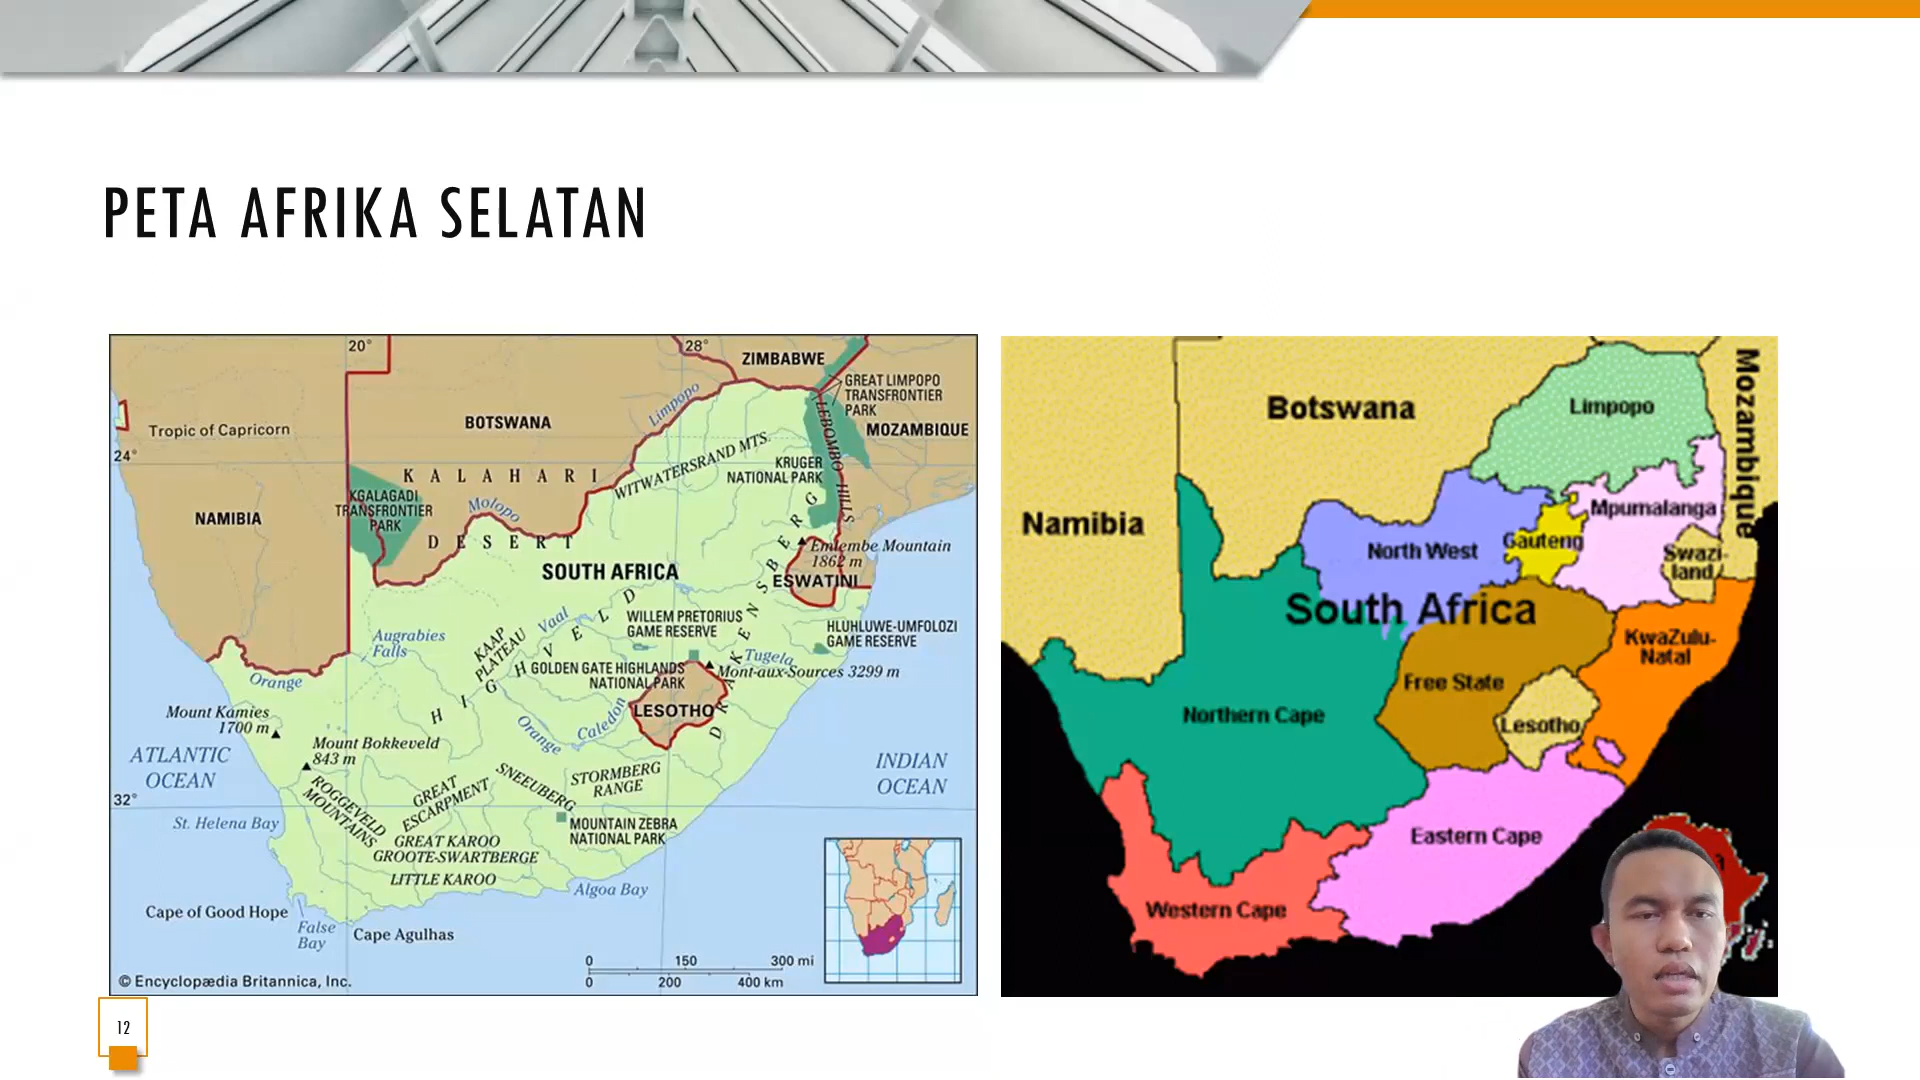 PETA AFRIKA SELATAN
20°
28°
ZIMBABWE
GREAT LIMPOPO
TRANSFRONTIER
PARK
Limpopo
BOTSWANA
MOZAMBIQUE
Tropic of Capricorn
24°
LEBOMBO HILLS
WITWATERSRAND MTS.
KRUGER
NATIONAL PARK
KALAHARI
DESERT
KGALAGADI
TRANSFRONTIER
PARK
Molopo
NAMIBIA
Emlembe Mountain
1862 m
SOUTH AFRICA
ESWATINI
DRAKENSBERG
HIGHVELD
Vaal
WILLEM PRETORIUS
GAME RESERVE
HLUHLUWE-UMFOLOZI
GAME RESERVE
Augrabies
Falls
KAAP
PLATEAU
Tugela
GOLDEN GATE HIGHLANDS
NATIONAL PARK
Mont-aux-Sources 3299 m
Orange
LESOTHO
Mount Kamies
1700 m
Caledon
Orange
Mount Bokkeveld
843 m
ATLANTIC
OCEAN
INDIAN
OCEAN
ROGGEVELD
MOUNTAINS
GREAT
ESCARPMENT
SNEEUBERG
STORMBERG
RANGE
32°
St. Helena Bay
MOUNTAIN ZEBRA
NATIONAL PARK
GREAT KAROO
GROOTE-SWARTBERGE
LITTLE KAROO
Algoa Bay
Cape of Good Hope
False
Bay
Cape Agulhas
0 150 300 mi
0 200 400 km
© Encyclopædia Britannica, Inc.
Mozambique
Botswana
Limpopo
Namibia
Mpumalanga
North West
Gauteng
Swazi-
land
South Africa
KwaZulu-
Natal
Free State
Northern Cape
Lesotho
Eastern Cape
Western Cape
12